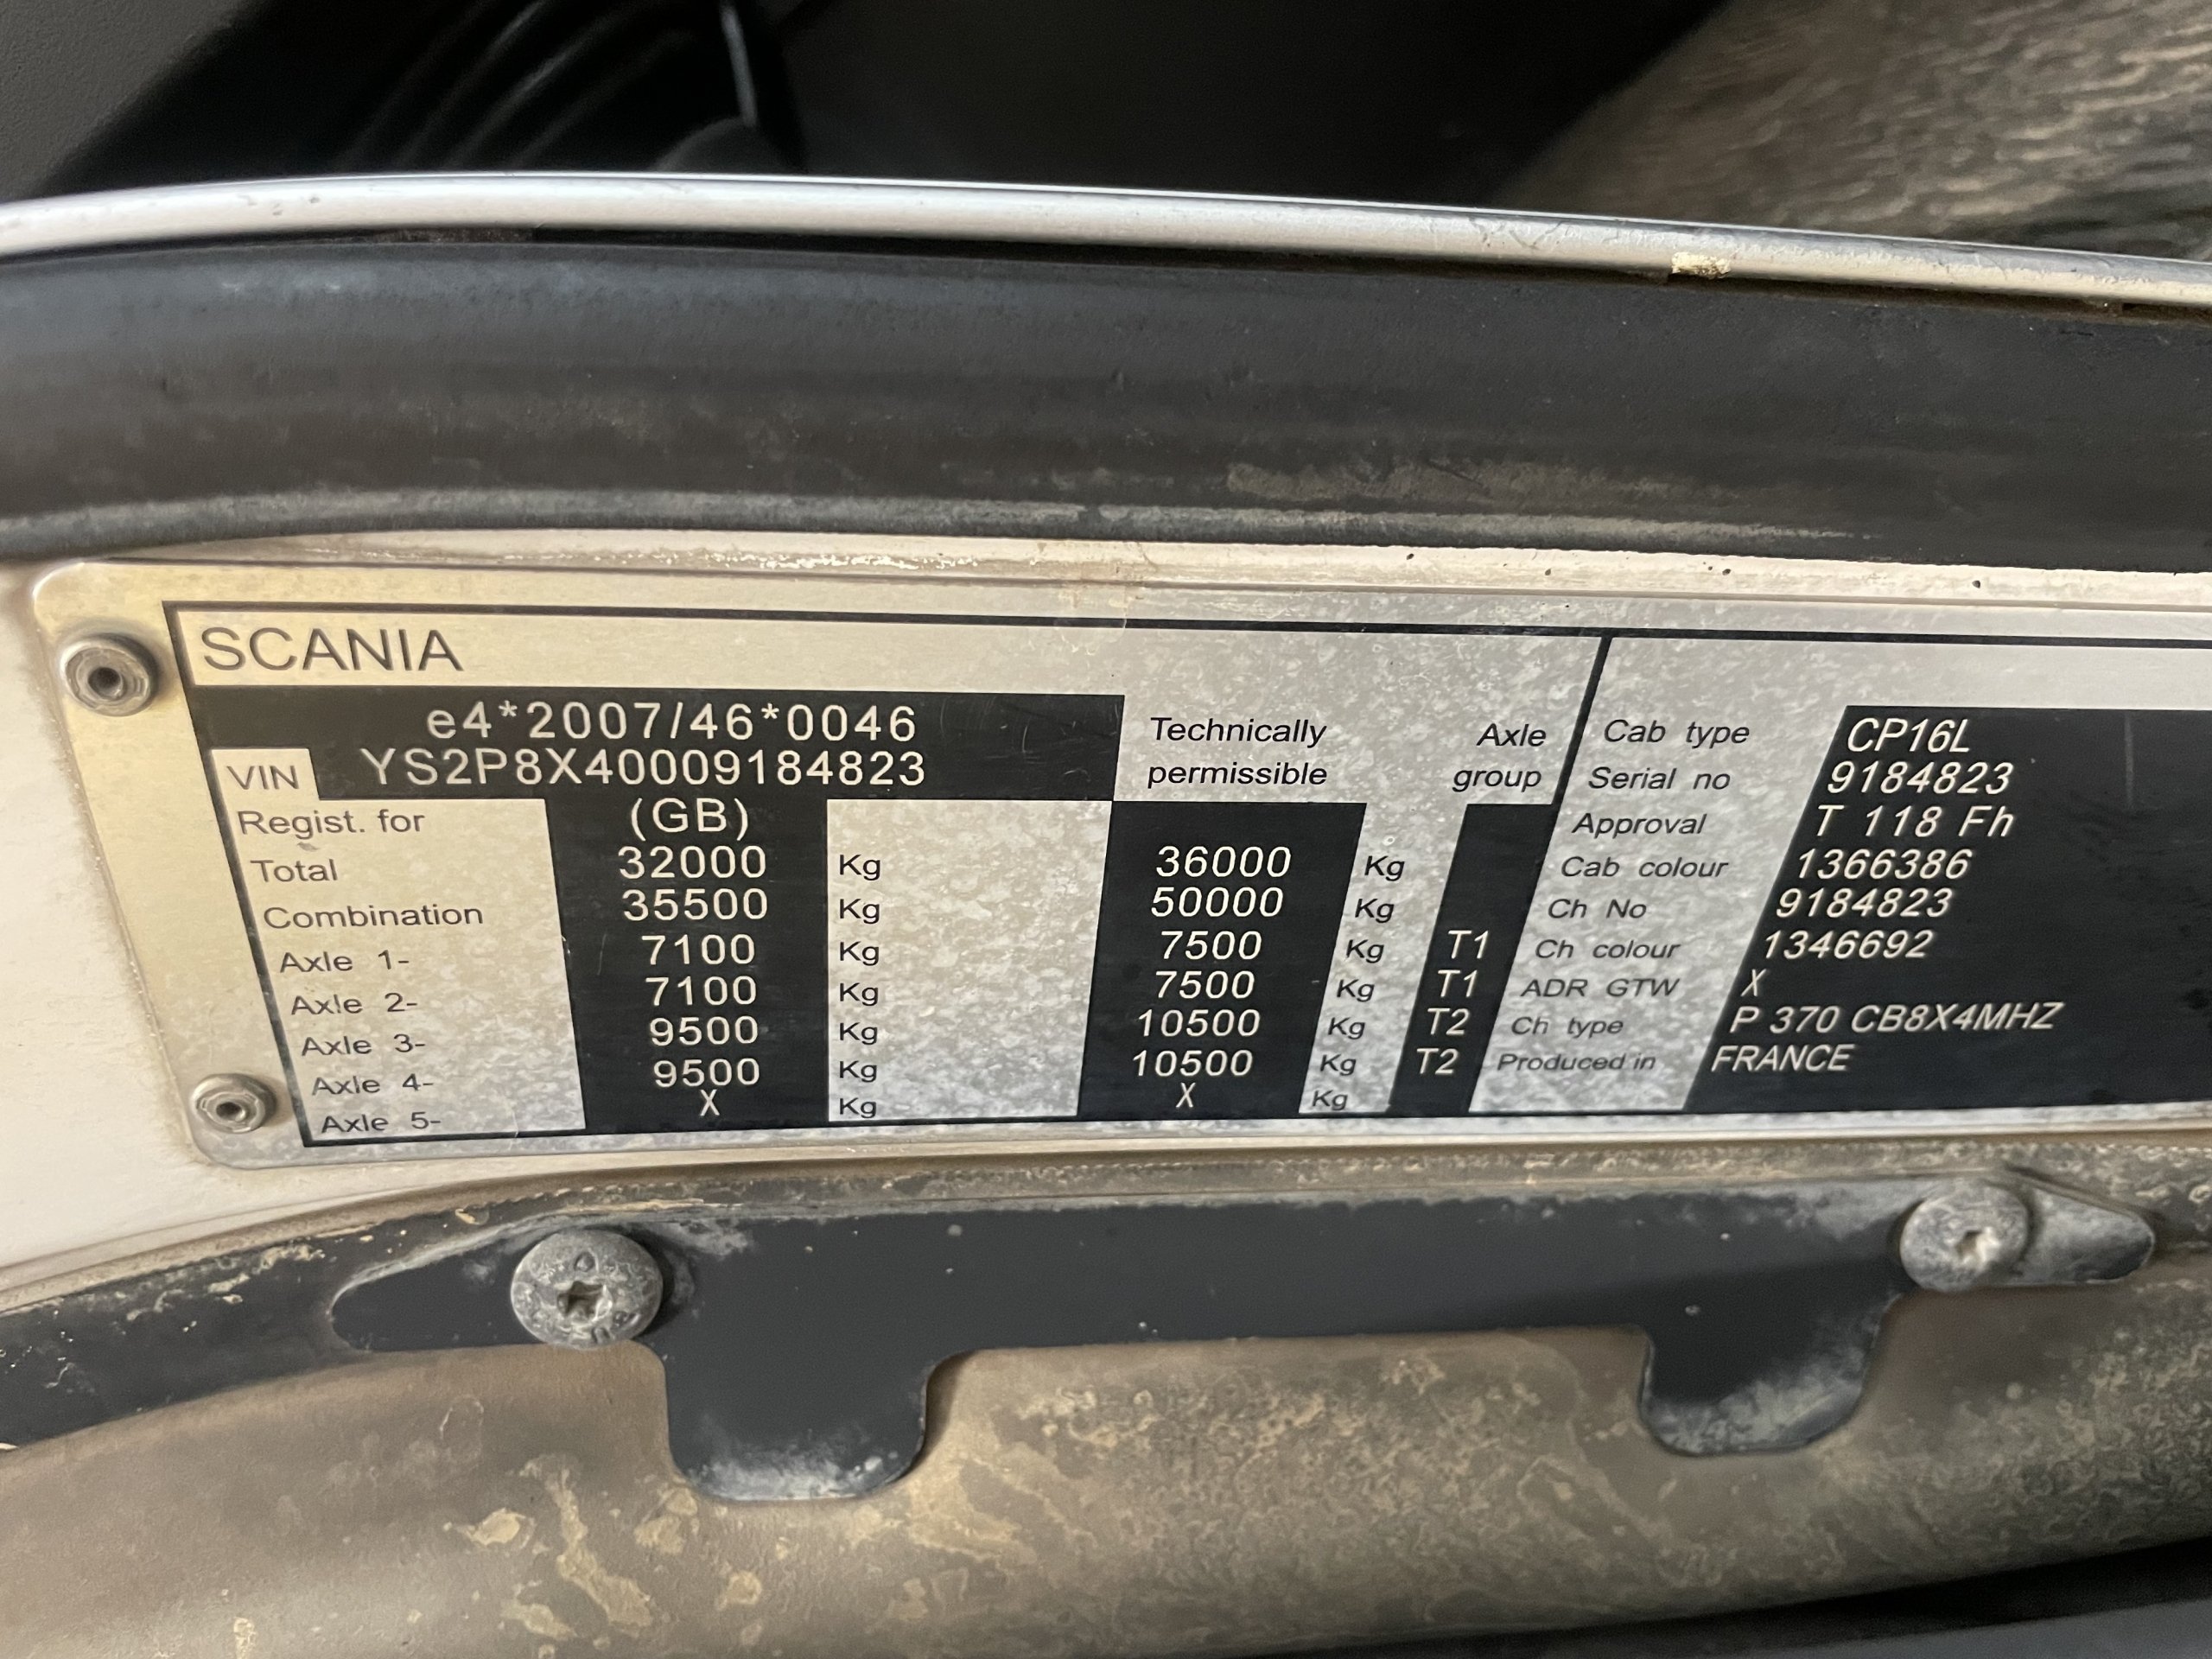 SCANIA
e4*2007/46*0046
VIN YS2P8X40009184823
Technically permissible
Axle group
Regist. for (GB)
Total 32000 Kg 36000 Kg
Combination 35500 Kg 50000 Kg
Axle 1- 7100 Kg 7500 Kg T1
Axle 2- 7100 Kg 7500 Kg T1
Axle 3- 9500 Kg 10500 Kg T2
Axle 4- 9500 Kg 10500 Kg T2
Axle 5- X Kg X Kg
Cab type CP16L
Serial no 9184823
Approval T 118 Fh
Cab colour 1366386
Ch No 9184823
Ch colour 1346692
ADR GTW X
Ch type P 370 CB8X4MHZ
Produced in FRANCE